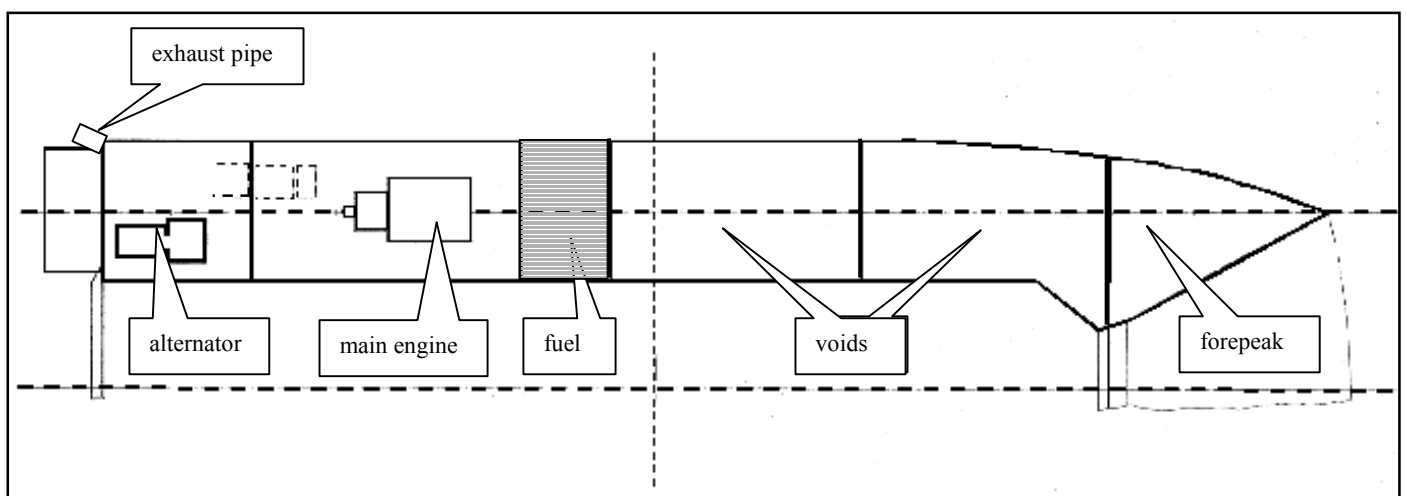 exhaust pipe
alternator
main engine
fuel
voids
forepeak